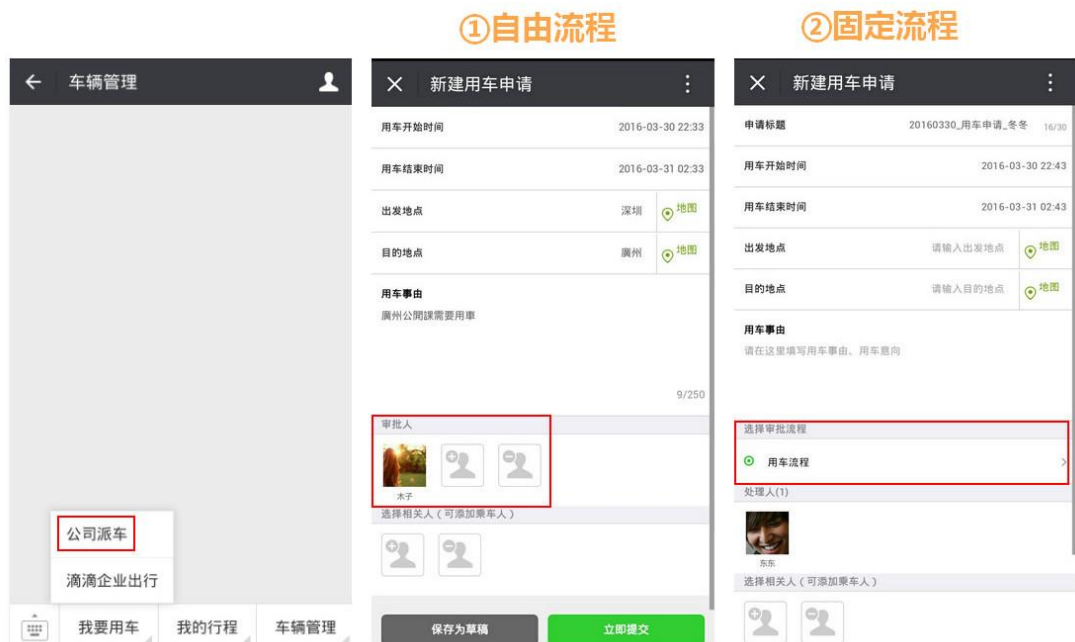 ①自由流程
②固定流程
车辆管理
公司派车
滴滴企业出行
我要用车
我的行程
车辆管理
新建用车申请
用车开始时间 2016-03-30 22:33
用车结束时间 2016-03-31 02:33
出发地点 深圳 地图
目的地点 廣州 地图
用车事由
廣州公開課需要用車
9/250
审批人
木子
选择相关人（可添加乘车人）
保存为草稿 立即提交
新建用车申请
申请标题 20160330_用车申请_冬冬 16/30
用车开始时间 2016-03-30 22:43
用车结束时间 2016-03-31 02:43
出发地点 请输入出发地点 地图
目的地点 请输入目的地点 地图
用车事由
请在这里填写用车事由、用车意向
选择审批流程
用车流程
处理人(1)
东东
选择相关人（可添加乘车人）